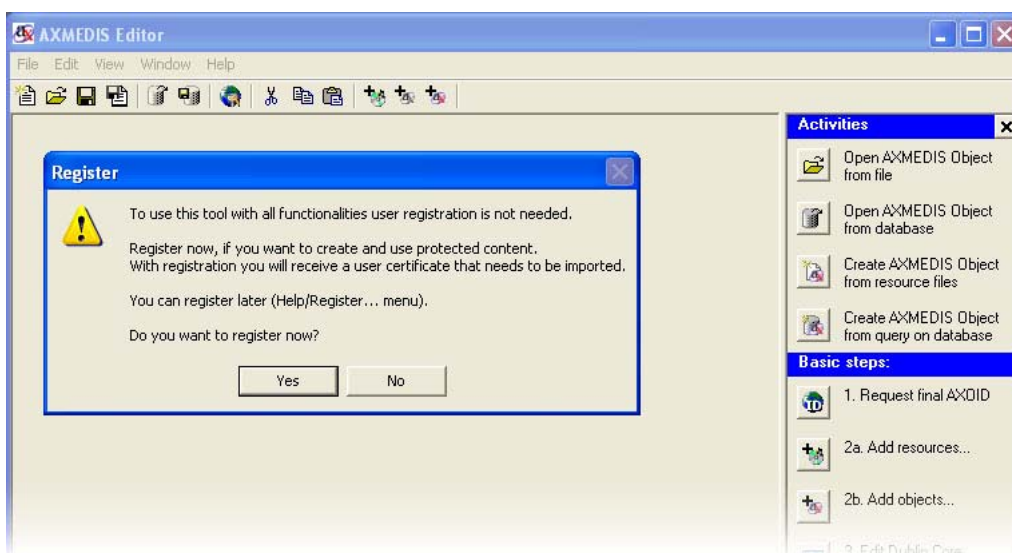 AXMEDIS Editor
File Edit View Window Help
Activities
Open AXMEDIS Object
from file
Open AXMEDIS Object
from database
Create AXMEDIS Object
from resource files
Create AXMEDIS Object
from query on database
Basic steps:
1. Request final AXOID
2a. Add resources...
2b. Add objects...
3. Edit Dublin Core
Register
To use this tool with all functionalities user registration is not needed.
Register now, if you want to create and use protected content.
With registration you will receive a user certificate that needs to be imported.
You can register later (Help/Register... menu).
Do you want to register now?
Yes
No